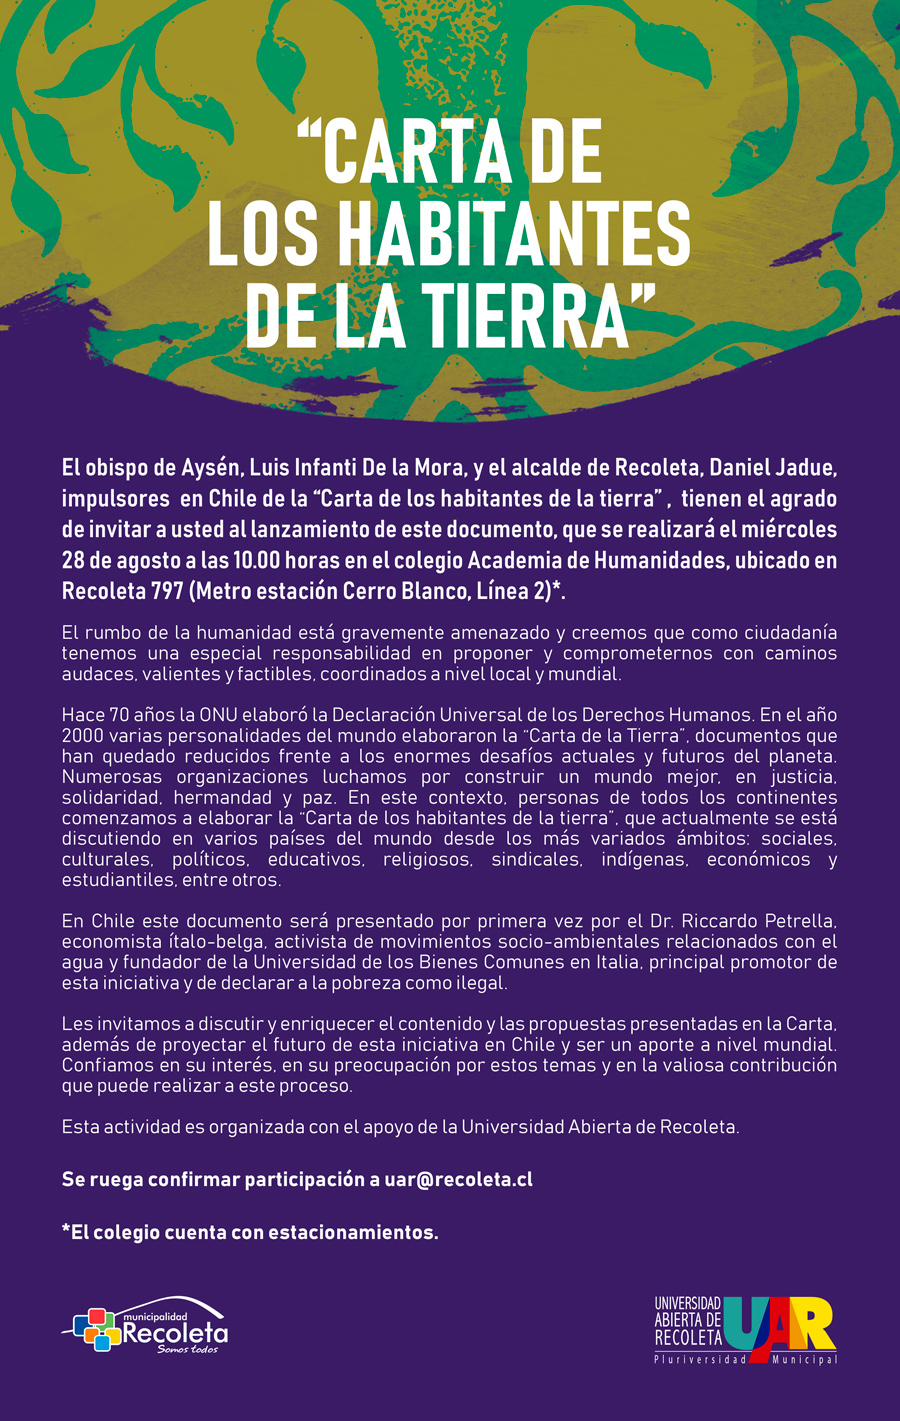 “CARTA DE
LOS HABITANTES
DE LA TIERRA”
El obispo de Aysén, Luis Infanti De la Mora, y el alcalde de Recoleta, Daniel Jadue,
impulsores en Chile de la “Carta de los habitantes de la tierra” , tienen el agrado
de invitar a usted al lanzamiento de este documento, que se realizará el miércoles
28 de agosto a las 10.00 horas en el colegio Academia de Humanidades, ubicado en
Recoleta 797 (Metro estación Cerro Blanco, Línea 2)*.
El rumbo de la humanidad está gravemente amenazado y creemos que como ciudadanía
tenemos una especial responsabilidad en proponer y comprometernos con caminos
audaces, valientes y factibles, coordinados a nivel local y mundial.
Hace 70 años la ONU elaboró la Declaración Universal de los Derechos Humanos. En el año
2000 varias personalidades del mundo elaboraron la “Carta de la Tierra”, documentos que
han quedado reducidos frente a los enormes desafíos actuales y futuros del planeta.
Numerosas organizaciones luchamos por construir un mundo mejor, en justicia,
solidaridad, hermandad y paz. En este contexto, personas de todos los continentes
comenzamos a elaborar la “Carta de los habitantes de la tierra”, que actualmente se está
discutiendo en varios países del mundo desde los más variados ámbitos: sociales,
culturales, políticos, educativos, religiosos, sindicales, indígenas, económicos y
estudiantiles, entre otros.
En Chile este documento será presentado por primera vez por el Dr. Riccardo Petrella,
economista ítalo-belga, activista de movimientos socio-ambientales relacionados con el
agua y fundador de la Universidad de los Bienes Comunes en Italia, principal promotor de
esta iniciativa y de declarar a la pobreza como ilegal.
Les invitamos a discutir y enriquecer el contenido y las propuestas presentadas en la Carta,
además de proyectar el futuro de esta iniciativa en Chile y ser un aporte a nivel mundial.
Confiamos en su interés, en su preocupación por estos temas y en la valiosa contribución
que puede realizar a este proceso.
Esta actividad es organizada con el apoyo de la Universidad Abierta de Recoleta.
Se ruega confirmar participación a uar@recoleta.cl
*El colegio cuenta con estacionamientos.
municipalidad
Recoleta
Somos todos
UNIVERSIDAD
ABIERTA DE
RECOLETA
UAR
Pluriversidad Municipal